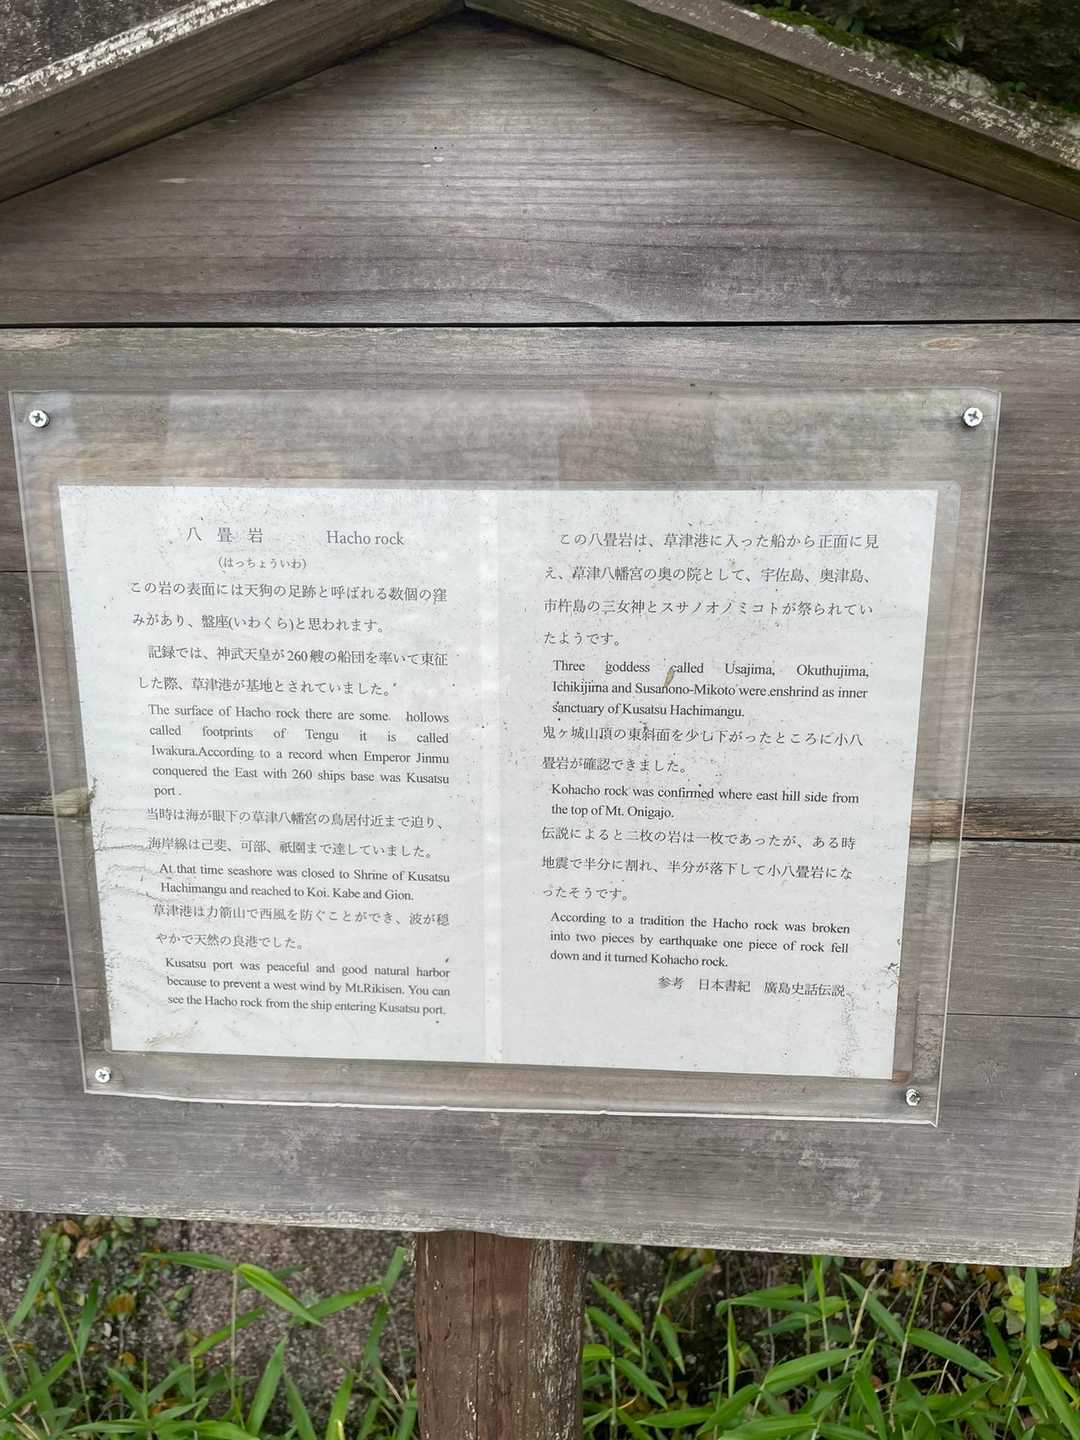 八 畳 岩 Hacho rock
(はっちょういわ)
この岩の表面には天狗の足跡と呼ばれる数個の窪
みがあり、盤座(いわくら)と思われます。
記録では、神武天皇が260艘の船団を率いて東征
した際、草津港が基地とされていました。
The surface of Hacho rock there are some hollows
called footprints of Tengu it is called
Iwakura.According to a record when Emperor Jinmu
conquered the East with 260 ships base was Kusatsu
port .
当時は海が眼下の草津八幡宮の鳥居付近まで迫り、
海岸線は己斐、可部、祇園まで達していました。
At that time seashore was closed to Shrine of Kusatsu
Hachimangu and reached to Koi. Kabe and Gion.
草津港は力箭山で西風を防ぐことができ、波が穏
やかで天然の良港でした。
Kusatsu port was peaceful and good natural harbor
because to prevent a west wind by Mt.Rikisen. You can
see the Hacho rock from the ship entering Kusatsu port.
この八畳岩は、草津港に入った船から正面に見
え、草津八幡宮の奥の院として、宇佐島、奥津島、
市杵島の三女神とスサノオノミコトが祭られてい
たようです。
Three goddess called Usajima, Okuthujima,
Ichikijima and Susanono-Mikoto were enshrind as inner
sanctuary of Kusatsu Hachimangu.
鬼ヶ城山頂の東斜面を少し下がったところに小八
畳岩が確認できました。
Kohacho rock was confirmed where east hill side from
the top of Mt. Onigajo.
伝説によると二枚の岩は一枚であったが、ある時
地震で半分に割れ、半分が落下して小八畳岩にな
ったそうです。
According to a tradition the Hacho rock was broken
into two pieces by earthquake one piece of rock fell
down and it turned Kohacho rock.
参考 日本書紀 廣島史話伝説